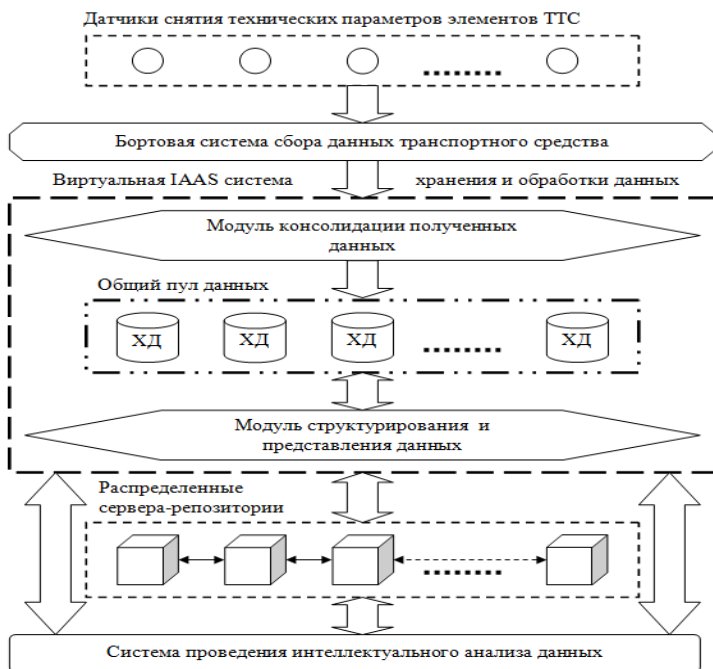 Датчики снятия технических параметров элементов ТТС
Бортовая система сбора данных транспортного средства
Виртуальная IAAS система хранения и обработки данных
Модуль консолидации полученных
данных
Общий пул данных
ХД ХД ХД ХД
Модуль структурирования и
представления данных
Распределенные
сервера-репозитории
Система проведения интеллектуального анализа данных